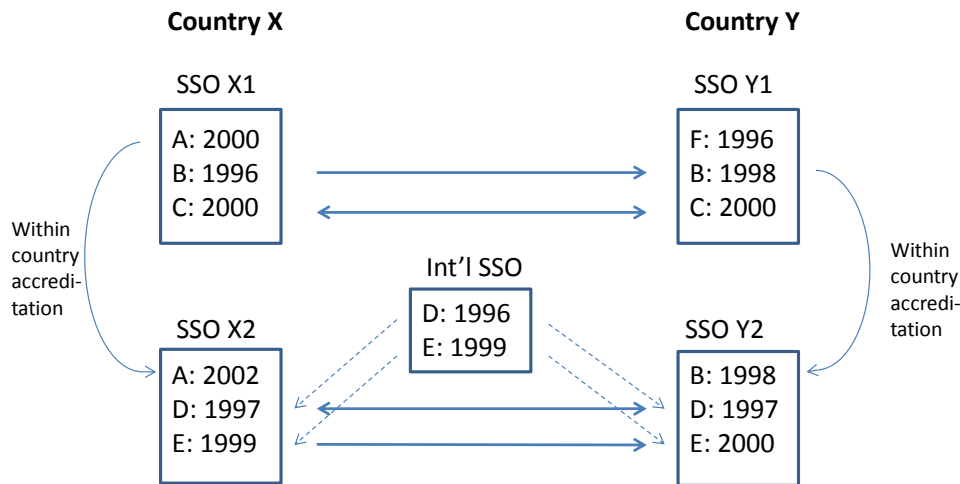 Country X
Country Y
SSO X1
SSO Y1
A: 2000
B: 1996
C: 2000
F: 1996
B: 1998
C: 2000
Within
country
accredi-
tation
Within
country
accredi-
tation
Int'l SSO
D: 1996
E: 1999
SSO X2
SSO Y2
A: 2002
D: 1997
E: 1999
B: 1998
D: 1997
E: 2000